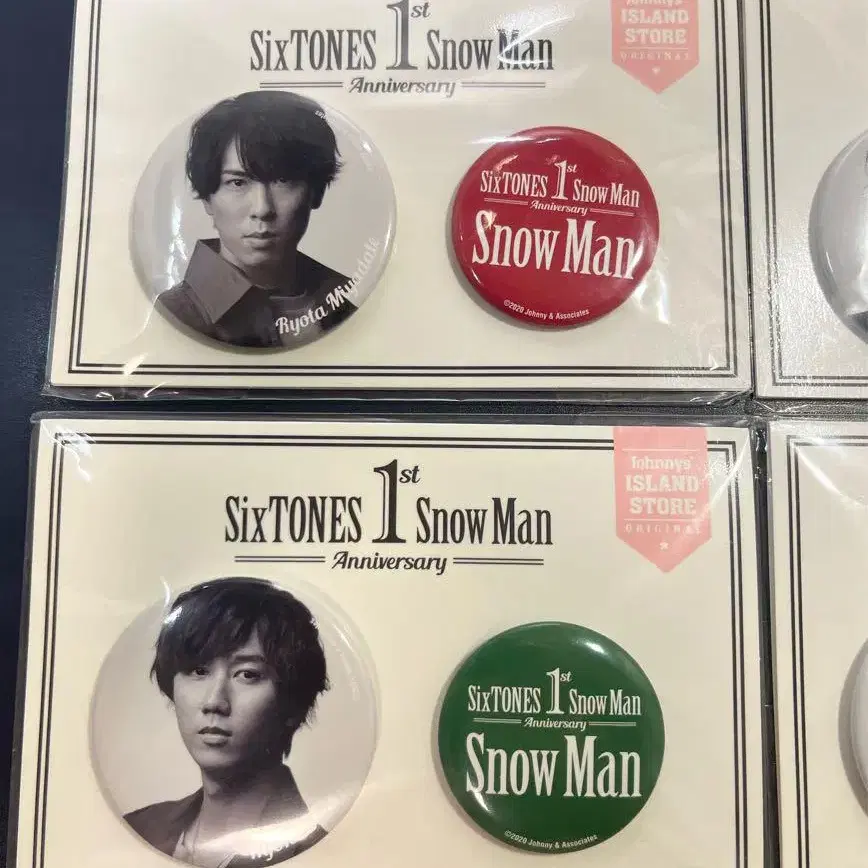 1st
SixTONES Snow Man
Anniversary
Johnnys'
ISLAND
STORE
ORIGINAL
Ryota Miyadate
1st
SixTONES Snow Man
Anniversary
Snow Man
©2020 Johnny & Associates
1st
SixTONES Snow Man
Anniversary
Johnnys'
ISLAND
STORE
ORIGINAL
1st
SixTONES Snow Man
Anniversary
Snow Man
©2020 Johnny & Associates